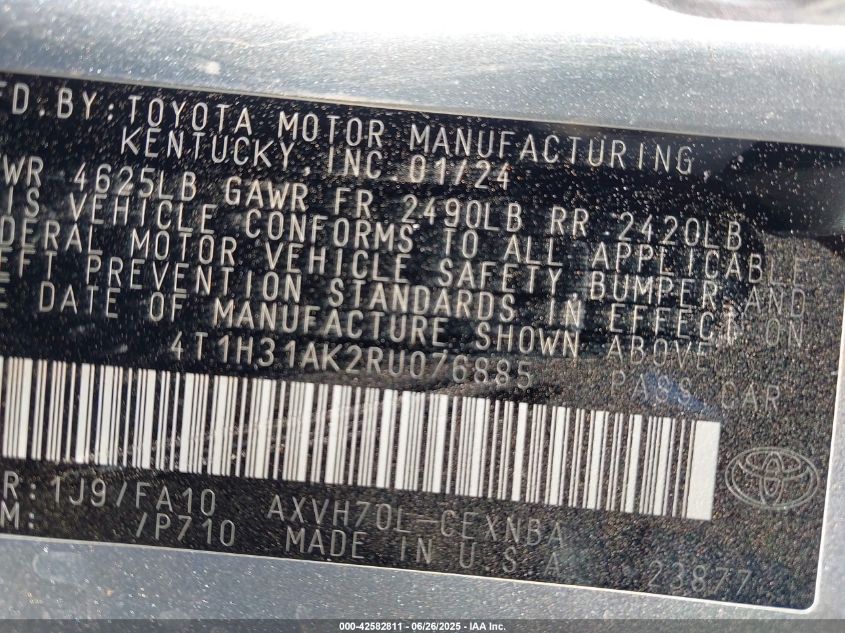 FD.BY:TOYOTA MOTOR MANUFACTURING,
KENTUCKY, INC 01/24
WR 4625LB GAWR FR 2490LB RR 2420LB
IS VEHICLE CONFORMS TO ALL APPLICABLE
DERAL MOTOR VEHICLE SAFETY, BUMPER, AND
EFT PREVENTION STANDARDS IN EFFECT ON
E DATE OF MANUFACTURE SHOWN ABOVE.
4T1H31AK2RU076885 PASS CAR
R:1J9/FA10 AXVH70L-CEXNBA
M: /P710 MADE IN U S A 23877
000-42582811 - 06/26/2025 - IAA Inc.